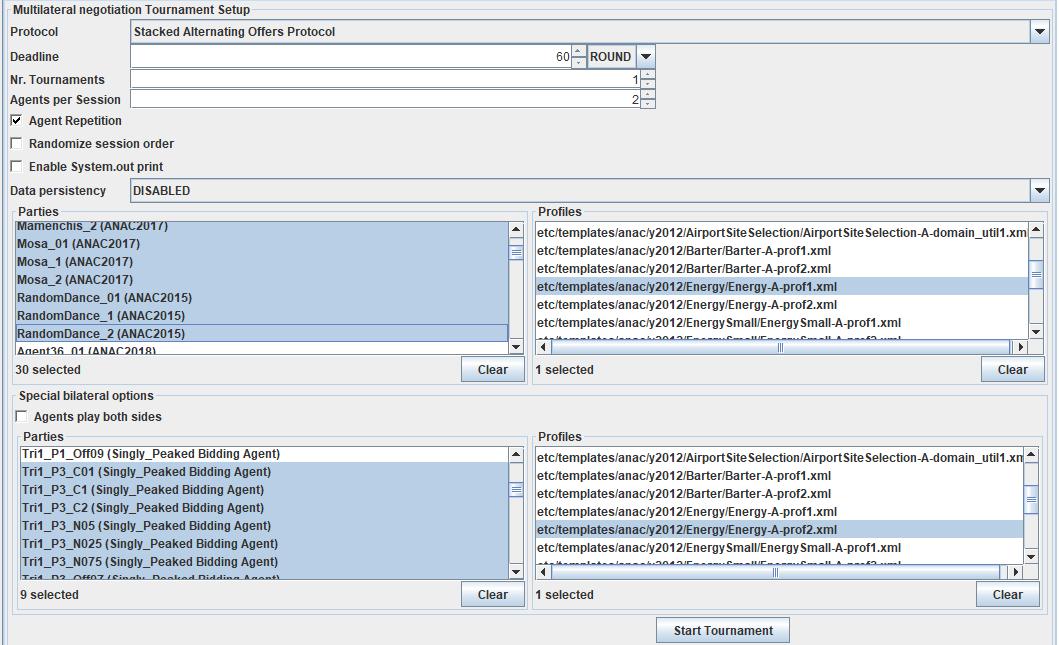 Multilateral negotiation Tournament Setup
Protocol Stacked Alternating Offers Protocol
Deadline 60 ROUND
Nr. Tournaments 1
Agents per Session 2
Agent Repetition
Randomize session order
Enable System.out print
Data persistency DISABLED
Parties
Mamenchis_2 (ANAC2017)
Mosa_01 (ANAC2017)
Mosa_1 (ANAC2017)
Mosa_2 (ANAC2017)
RandomDance_01 (ANAC2015)
RandomDance_1 (ANAC2015)
RandomDance_2 (ANAC2015)
Agent36_01 (ANAC2018)
30 selected
Clear
Profiles
etc/templates/anac/y2012/AirportSiteSelection/AirportSiteSelection-A-domain_util1.xm
etc/templates/anac/y2012/Barter/Barter-A-prof1.xml
etc/templates/anac/y2012/Barter/Barter-A-prof2.xml
etc/templates/anac/y2012/Energy/Energy-A-prof1.xml
etc/templates/anac/y2012/Energy/Energy-A-prof2.xml
etc/templates/anac/y2012/EnergySmall/EnergySmall-A-prof1.xml
etc/templates/anac/y2012/EnergySmall/EnergySmall-A-prof2.xml
1 selected
Clear
Special bilateral options
Agents play both sides
Parties
Tri1_P1_Off09 (Singly_Peaked Bidding Agent)
Tri1_P3_C01 (Singly_Peaked Bidding Agent)
Tri1_P3_C1 (Singly_Peaked Bidding Agent)
Tri1_P3_C2 (Singly_Peaked Bidding Agent)
Tri1_P3_N05 (Singly_Peaked Bidding Agent)
Tri1_P3_N025 (Singly_Peaked Bidding Agent)
Tri1_P3_N075 (Singly_Peaked Bidding Agent)
Tri1_P3_Off07 (Singly_Peaked Bidding Agent)
9 selected
Clear
Profiles
etc/templates/anac/y2012/AirportSiteSelection/AirportSiteSelection-A-domain_util1.xm
etc/templates/anac/y2012/Barter/Barter-A-prof1.xml
etc/templates/anac/y2012/Barter/Barter-A-prof2.xml
etc/templates/anac/y2012/Energy/Energy-A-prof1.xml
etc/templates/anac/y2012/Energy/Energy-A-prof2.xml
etc/templates/anac/y2012/EnergySmall/EnergySmall-A-prof1.xml
1 selected
Clear
Start Tournament